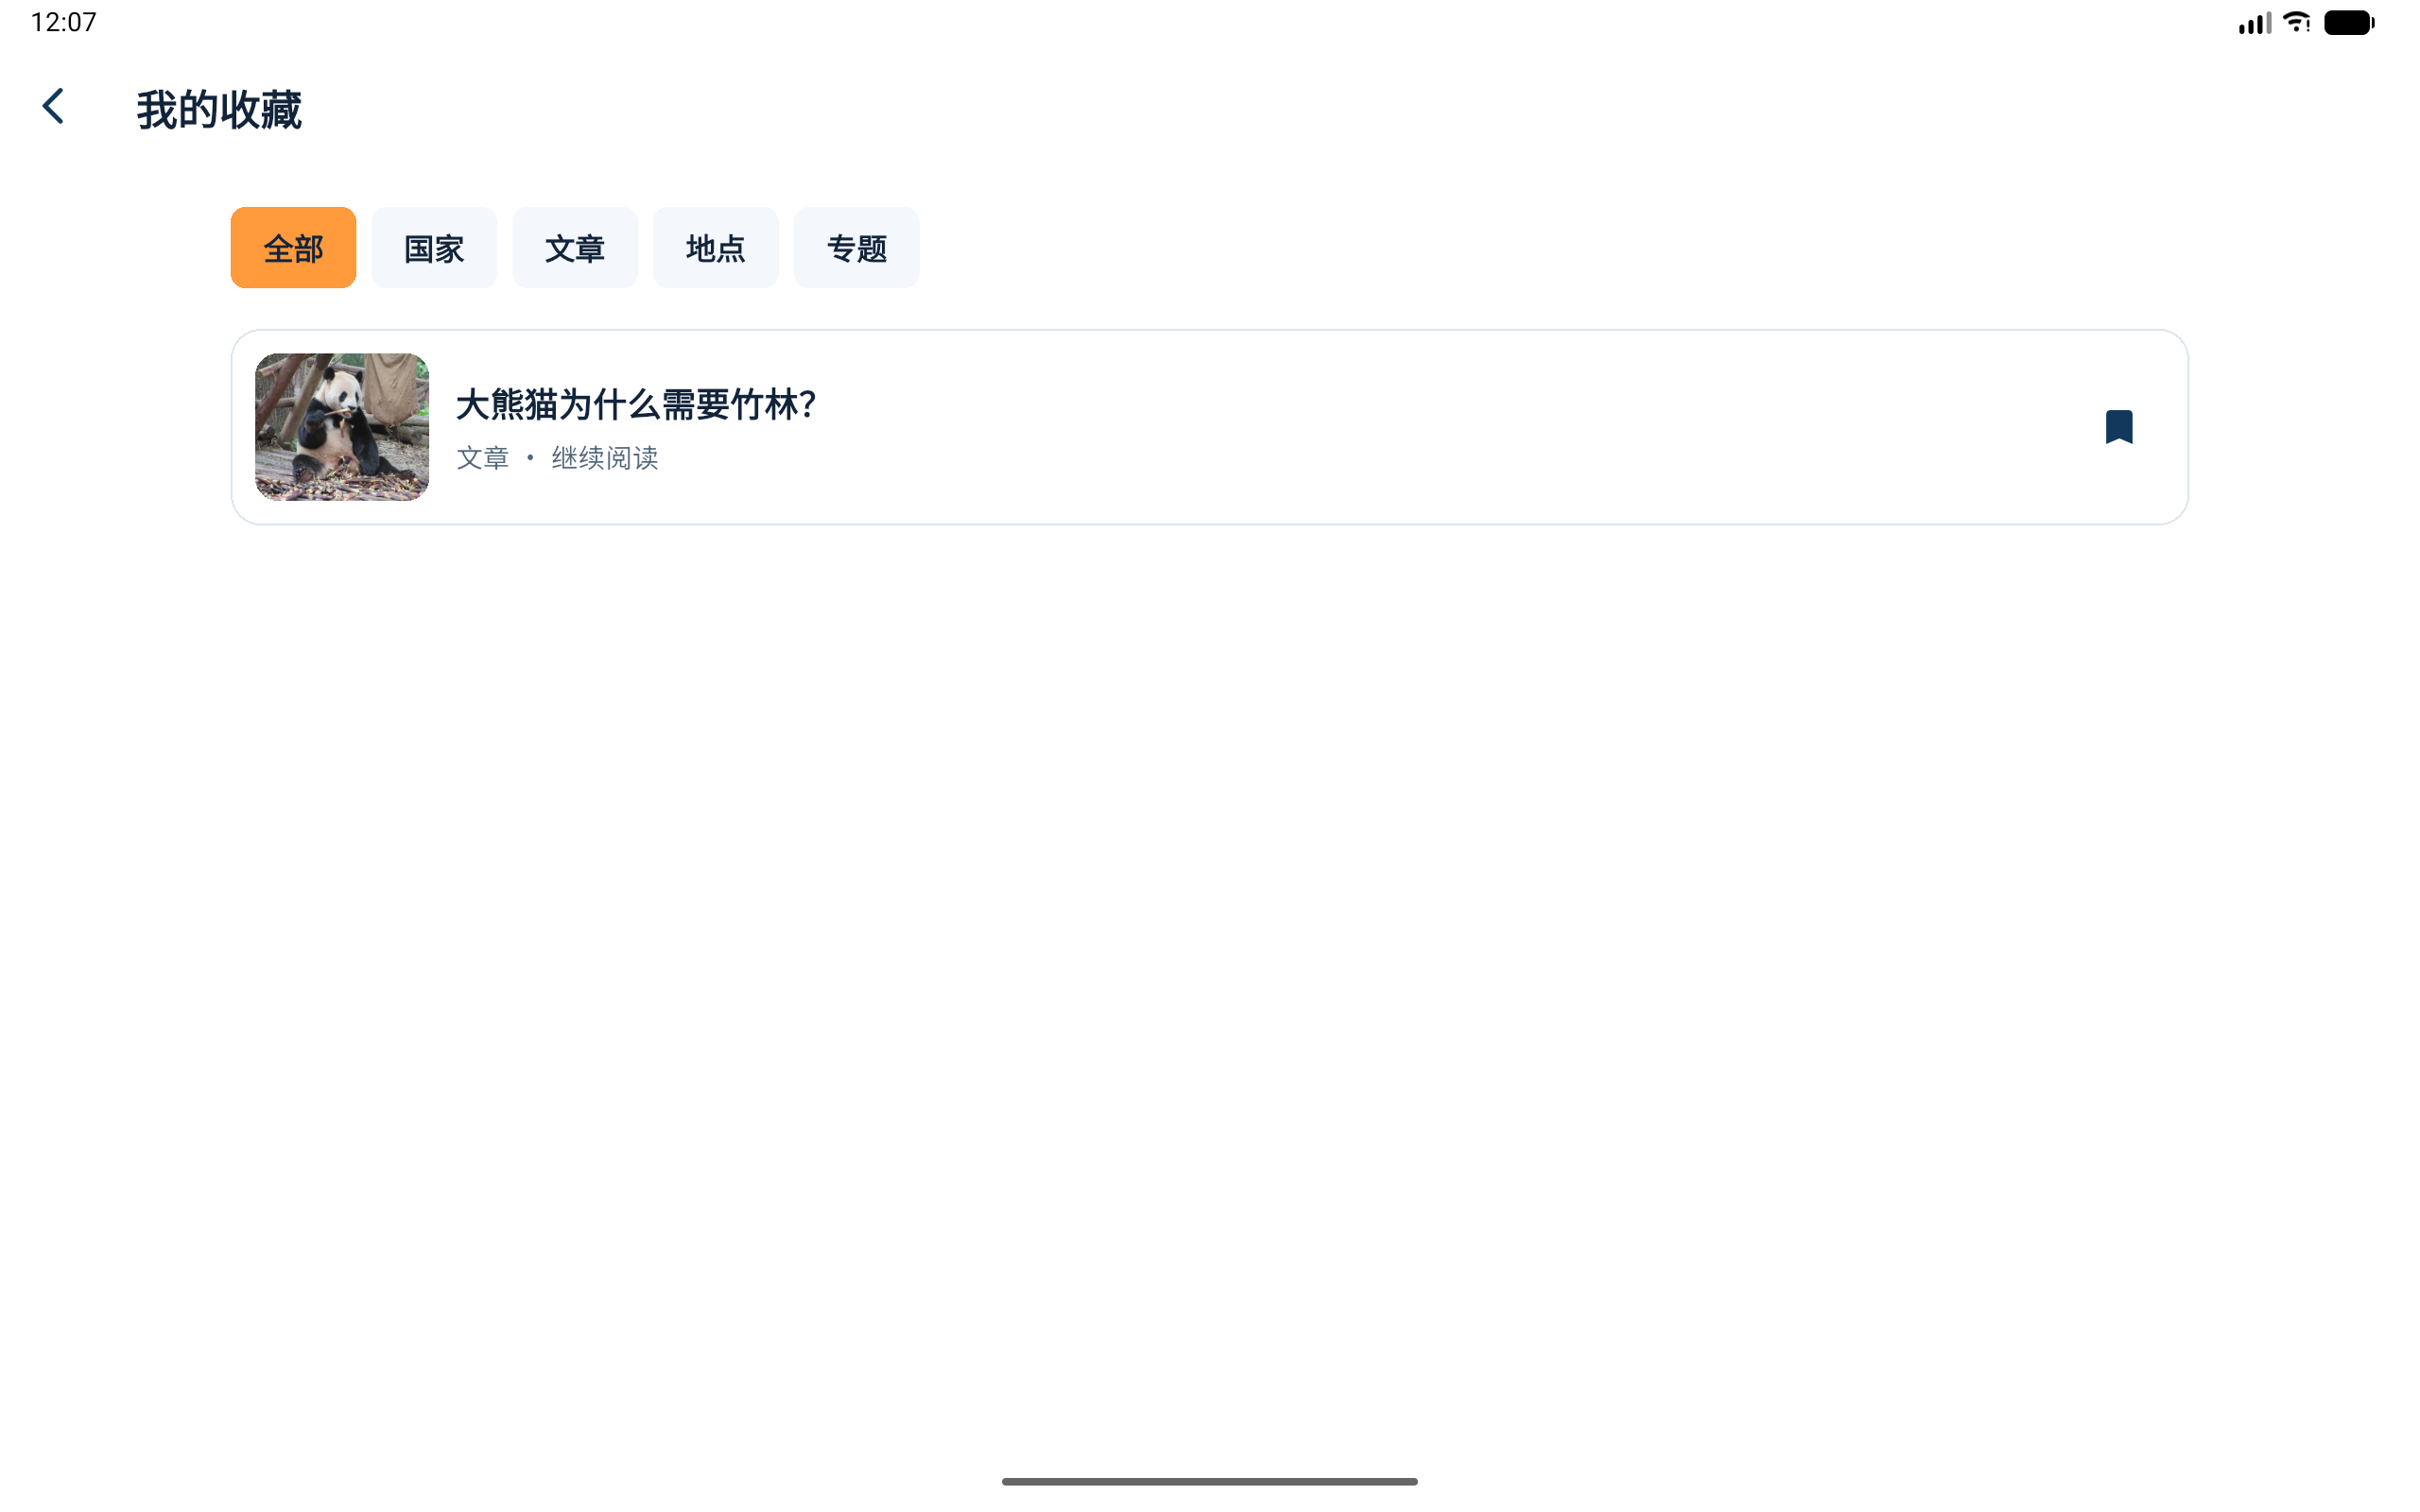 12:07
我的收藏
全部 国家 文章 地点 专题
大熊猫为什么需要竹林？
文章 · 继续阅读